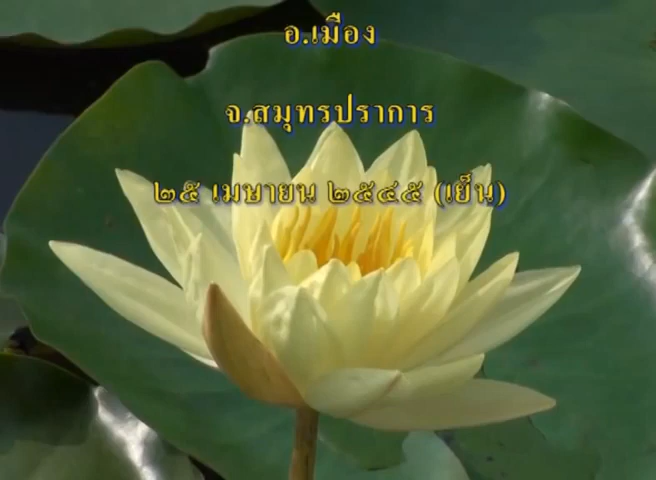 อ.เมือง
จ.สมุทรปราการ
๒๕ เมษายน ๒๕๔๕ (เย็น)